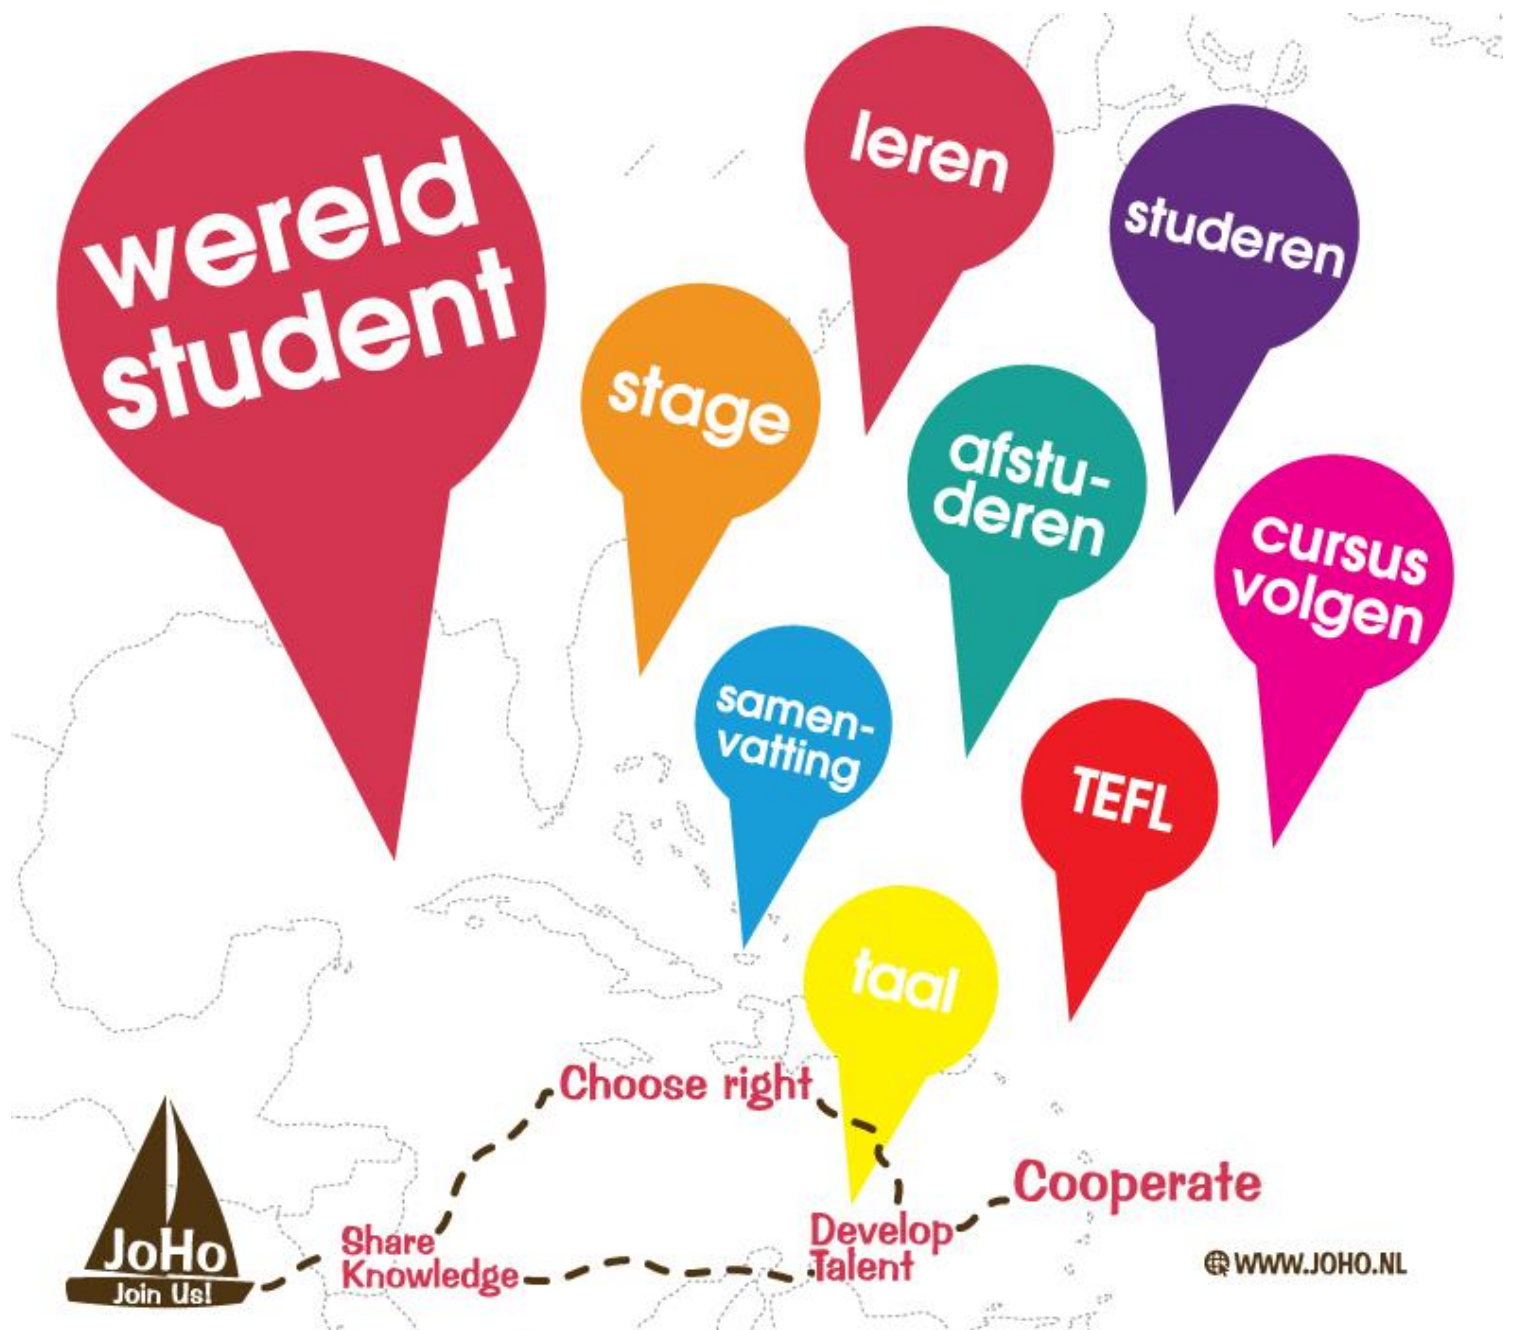 wereld
student
leren
studeren
stage
afstu-
deren
cursus
volgen
samen-
vatting
TEFL
taal
Choose right
Cooperate
Share
Knowledge
Develop
Talent
JoHo
Join Us!
WWW.JOHO.NL